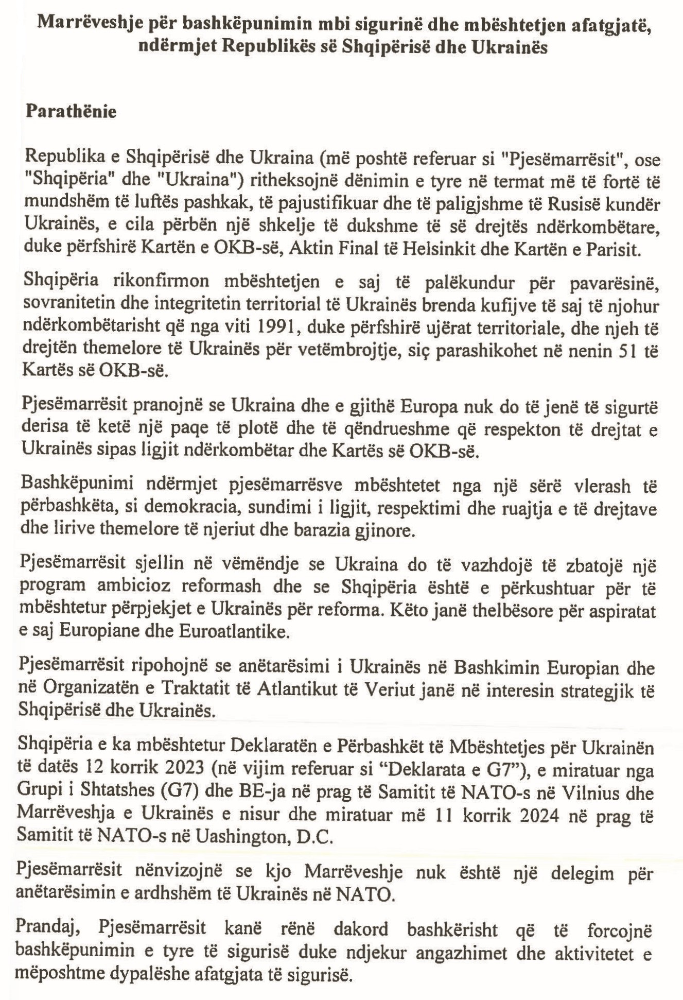 Marrëveshje për bashkëpunimin mbi sigurinë dhe mbështetjen afatgjatë,
ndërmjet Republikës së Shqipërisë dhe Ukrainës
Parathënie
Republika e Shqipërisë dhe Ukraina (më poshtë referuar si "Pjesëmarrësit", ose
"Shqipëria" dhe "Ukraina") ritheksojnë dënimin e tyre në termat më të fortë të
mundshëm të luftës pashkak, të pajustifikuar dhe të paligjshme të Rusisë kundër
Ukrainës, e cila përbën një shkelje të dukshme të së drejtës ndërkombëtare,
duke përfshirë Kartën e OKB-së, Aktin Final të Helsinkit dhe Kartën e Parisit.
Shqipëria rikonfirmon mbështetjen e saj të palëkundur për pavarësinë,
sovranitetin dhe integritetin territorial të Ukrainës brenda kufijve të saj të njohur
ndërkombëtarisht që nga viti 1991, duke përfshirë ujërat territoriale, dhe njeh të
drejtën themelore të Ukrainës për vetëmbrojtje, siç parashikohet në nenin 51 të
Kartës së OKB-së.
Pjesëmarrësit pranojnë se Ukraina dhe e gjithë Europa nuk do të jenë të sigurtë
derisa të ketë një paqe të plotë dhe të qëndrueshme që respekton të drejtat e
Ukrainës sipas ligjit ndërkombëtar dhe Kartës së OKB-së.
Bashkëpunimi ndërmjet pjesëmarrësve mbështetet nga një sërë vlerash të
përbashkëta, si demokracia, sundimi i ligjit, respektimi dhe ruajtja e të drejtave
dhe lirive themelore të njeriut dhe barazia gjinore.
Pjesëmarrësit sjellin në vëmëndje se Ukraina do të vazhdojë të zbatojë një
program ambicioz reformash dhe se Shqipëria është e përkushtuar për të
mbështetur përpjekjet e Ukrainës për reforma. Këto janë thelbësore për aspiratat
e saj Europiane dhe Euroatlantike.
Pjesëmarrësit ripohojnë se anëtarësimi i Ukrainës në Bashkimin Europian dhe
në Organizatën e Traktatit të Atlantikut të Veriut janë në interesin strategjik të
Shqipërisë dhe Ukrainës.
Shqipëria e ka mbështetur Deklaratën e Përbashkët të Mbështetjes për Ukrainën
të datës 12 korrik 2023 (në vijim referuar si “Deklarata e G7”), e miratuar nga
Grupi i Shtatshes (G7) dhe BE-ja në prag të Samitit të NATO-s në Vilnius dhe
Marrëveshja e Ukrainës e nisur dhe miratuar më 11 korrik 2024 në prag të
Samitit të NATO-s në Uashington, D.C.
Pjesëmarrësit nënvizojnë se kjo Marrëveshje nuk është një delegim për
anëtarësimin e ardhshëm të Ukrainës në NATO.
Prandaj, Pjesëmarrësit kanë rënë dakord bashkërisht që të forcojnë
bashkëpunimin e tyre të sigurisë duke ndjekur angazhimet dhe aktivitetet e
mëposhtme dypalëshe afatgjata të sigurisë.